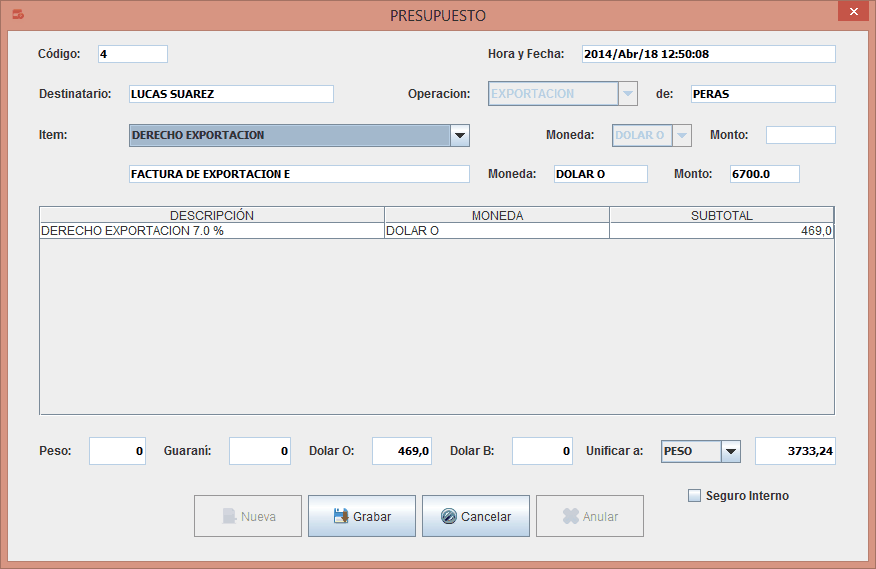 PRESUPUESTO
Código: 4 Hora y Fecha: 2014/Abr/18 12:50:08
Destinatario: LUCAS SUAREZ Operacion: EXPORTACION de: PERAS
Item: DERECHO EXPORTACION Moneda: DOLAR O Monto:
FACTURA DE EXPORTACION E Moneda: DOLAR O Monto: 6700.0
DESCRIPCIÓN MONEDA SUBTOTAL
DERECHO EXPORTACION 7.0 % DOLAR O 469,0
Peso: 0 Guaraní: 0 Dolar O: 469,0 Dolar B: 0 Unificar a: PESO 3733,24
Seguro Interno
Nueva Grabar Cancelar Anular